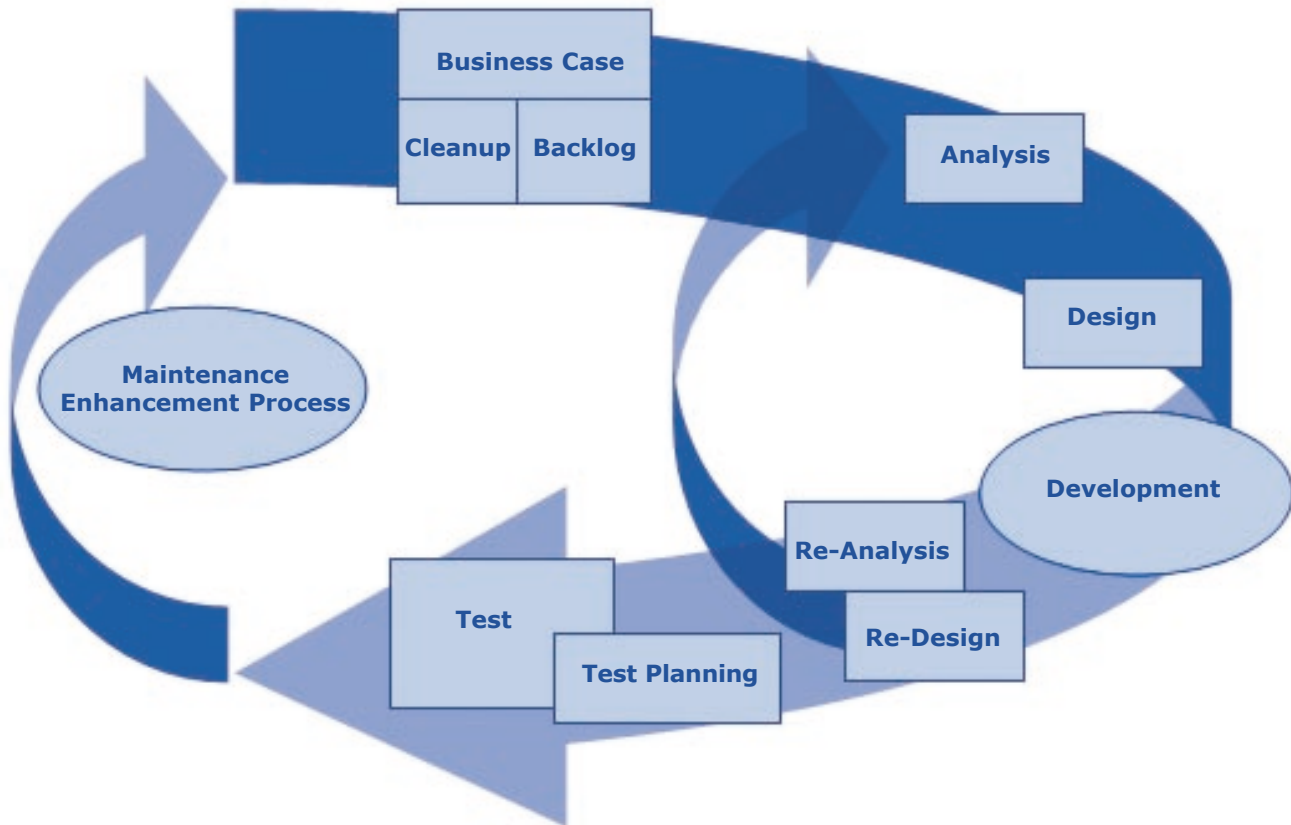 Business Case
Cleanup
Backlog
Analysis
Design
Maintenance
Enhancement Process
Development
Re-Analysis
Re-Design
Test
Test Planning